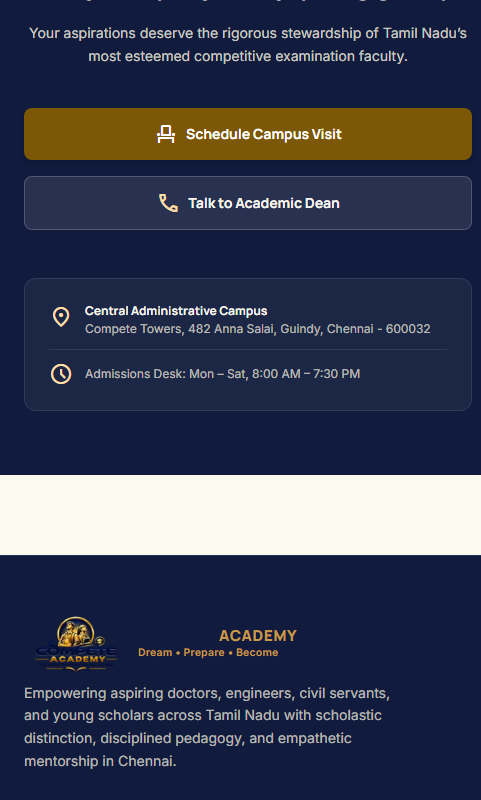 Your aspirations deserve the rigorous stewardship of Tamil Nadu's
most esteemed competitive examination faculty.
Schedule Campus Visit
Talk to Academic Dean
Central Administrative Campus
Compete Towers, 482 Anna Salai, Guindy, Chennai - 600032
Admissions Desk: Mon – Sat, 8:00 AM – 7:30 PM
COMPETE
ACADEMY
ACADEMY
Dream • Prepare • Become
Empowering aspiring doctors, engineers, civil servants,
and young scholars across Tamil Nadu with scholastic
distinction, disciplined pedagogy, and empathetic
mentorship in Chennai.